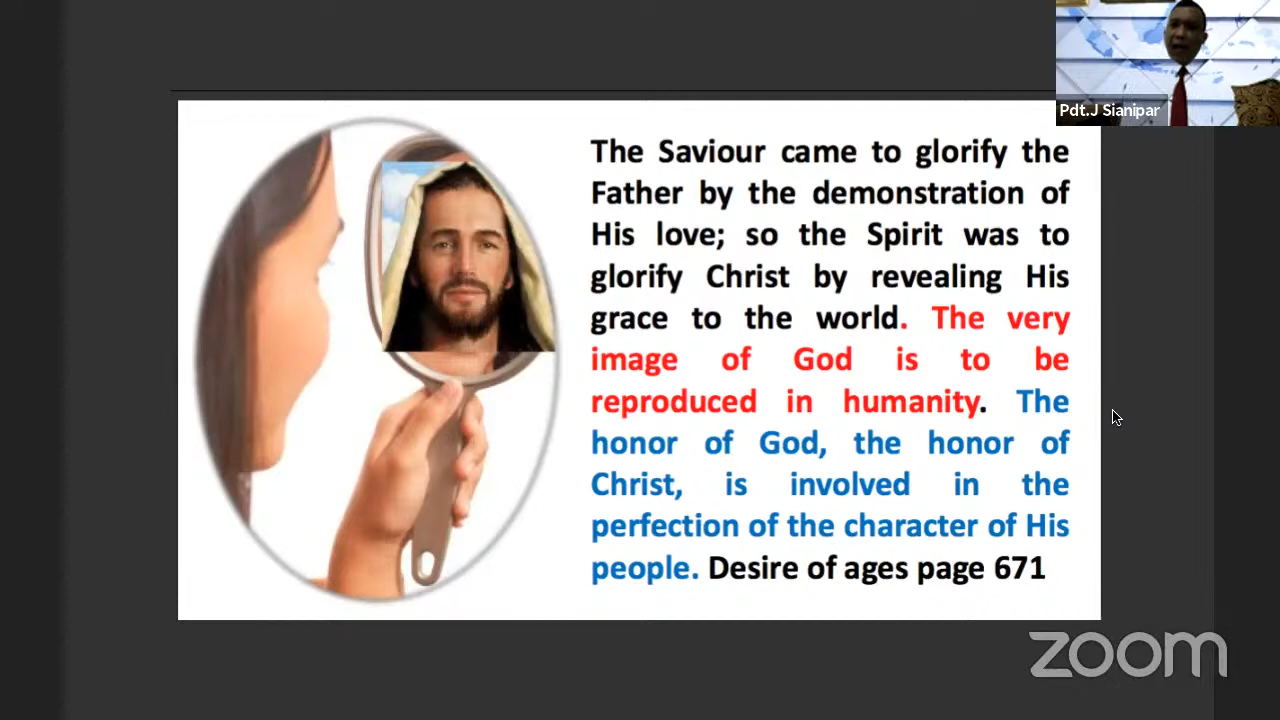 Pdt.J Sianipar
The Saviour came to glorify the
Father by the demonstration of
His love; so the Spirit was to
glorify Christ by revealing His
grace to the world. The very
image of God is to be
reproduced in humanity. The
honor of God, the honor of
Christ, is involved in the
perfection of the character of His
people. Desire of ages page 671
zoom